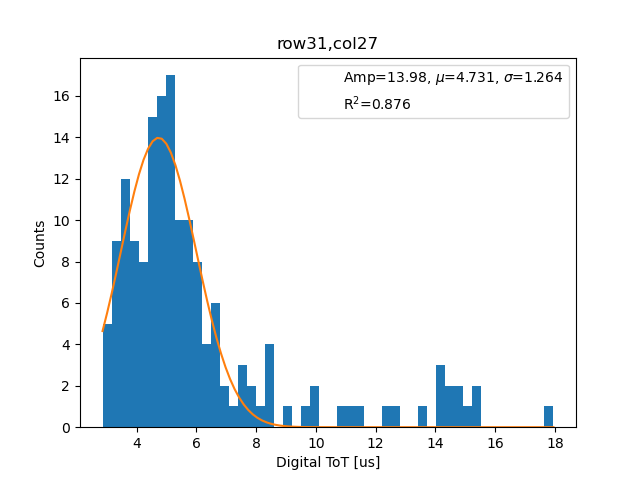 row31,col27
Amp=13.98, μ=4.731, σ=1.264
R²=0.876
Counts
16
14
12
10
8
6
4
2
0
4 6 8 10 12 14 16 18
Digital ToT [us]